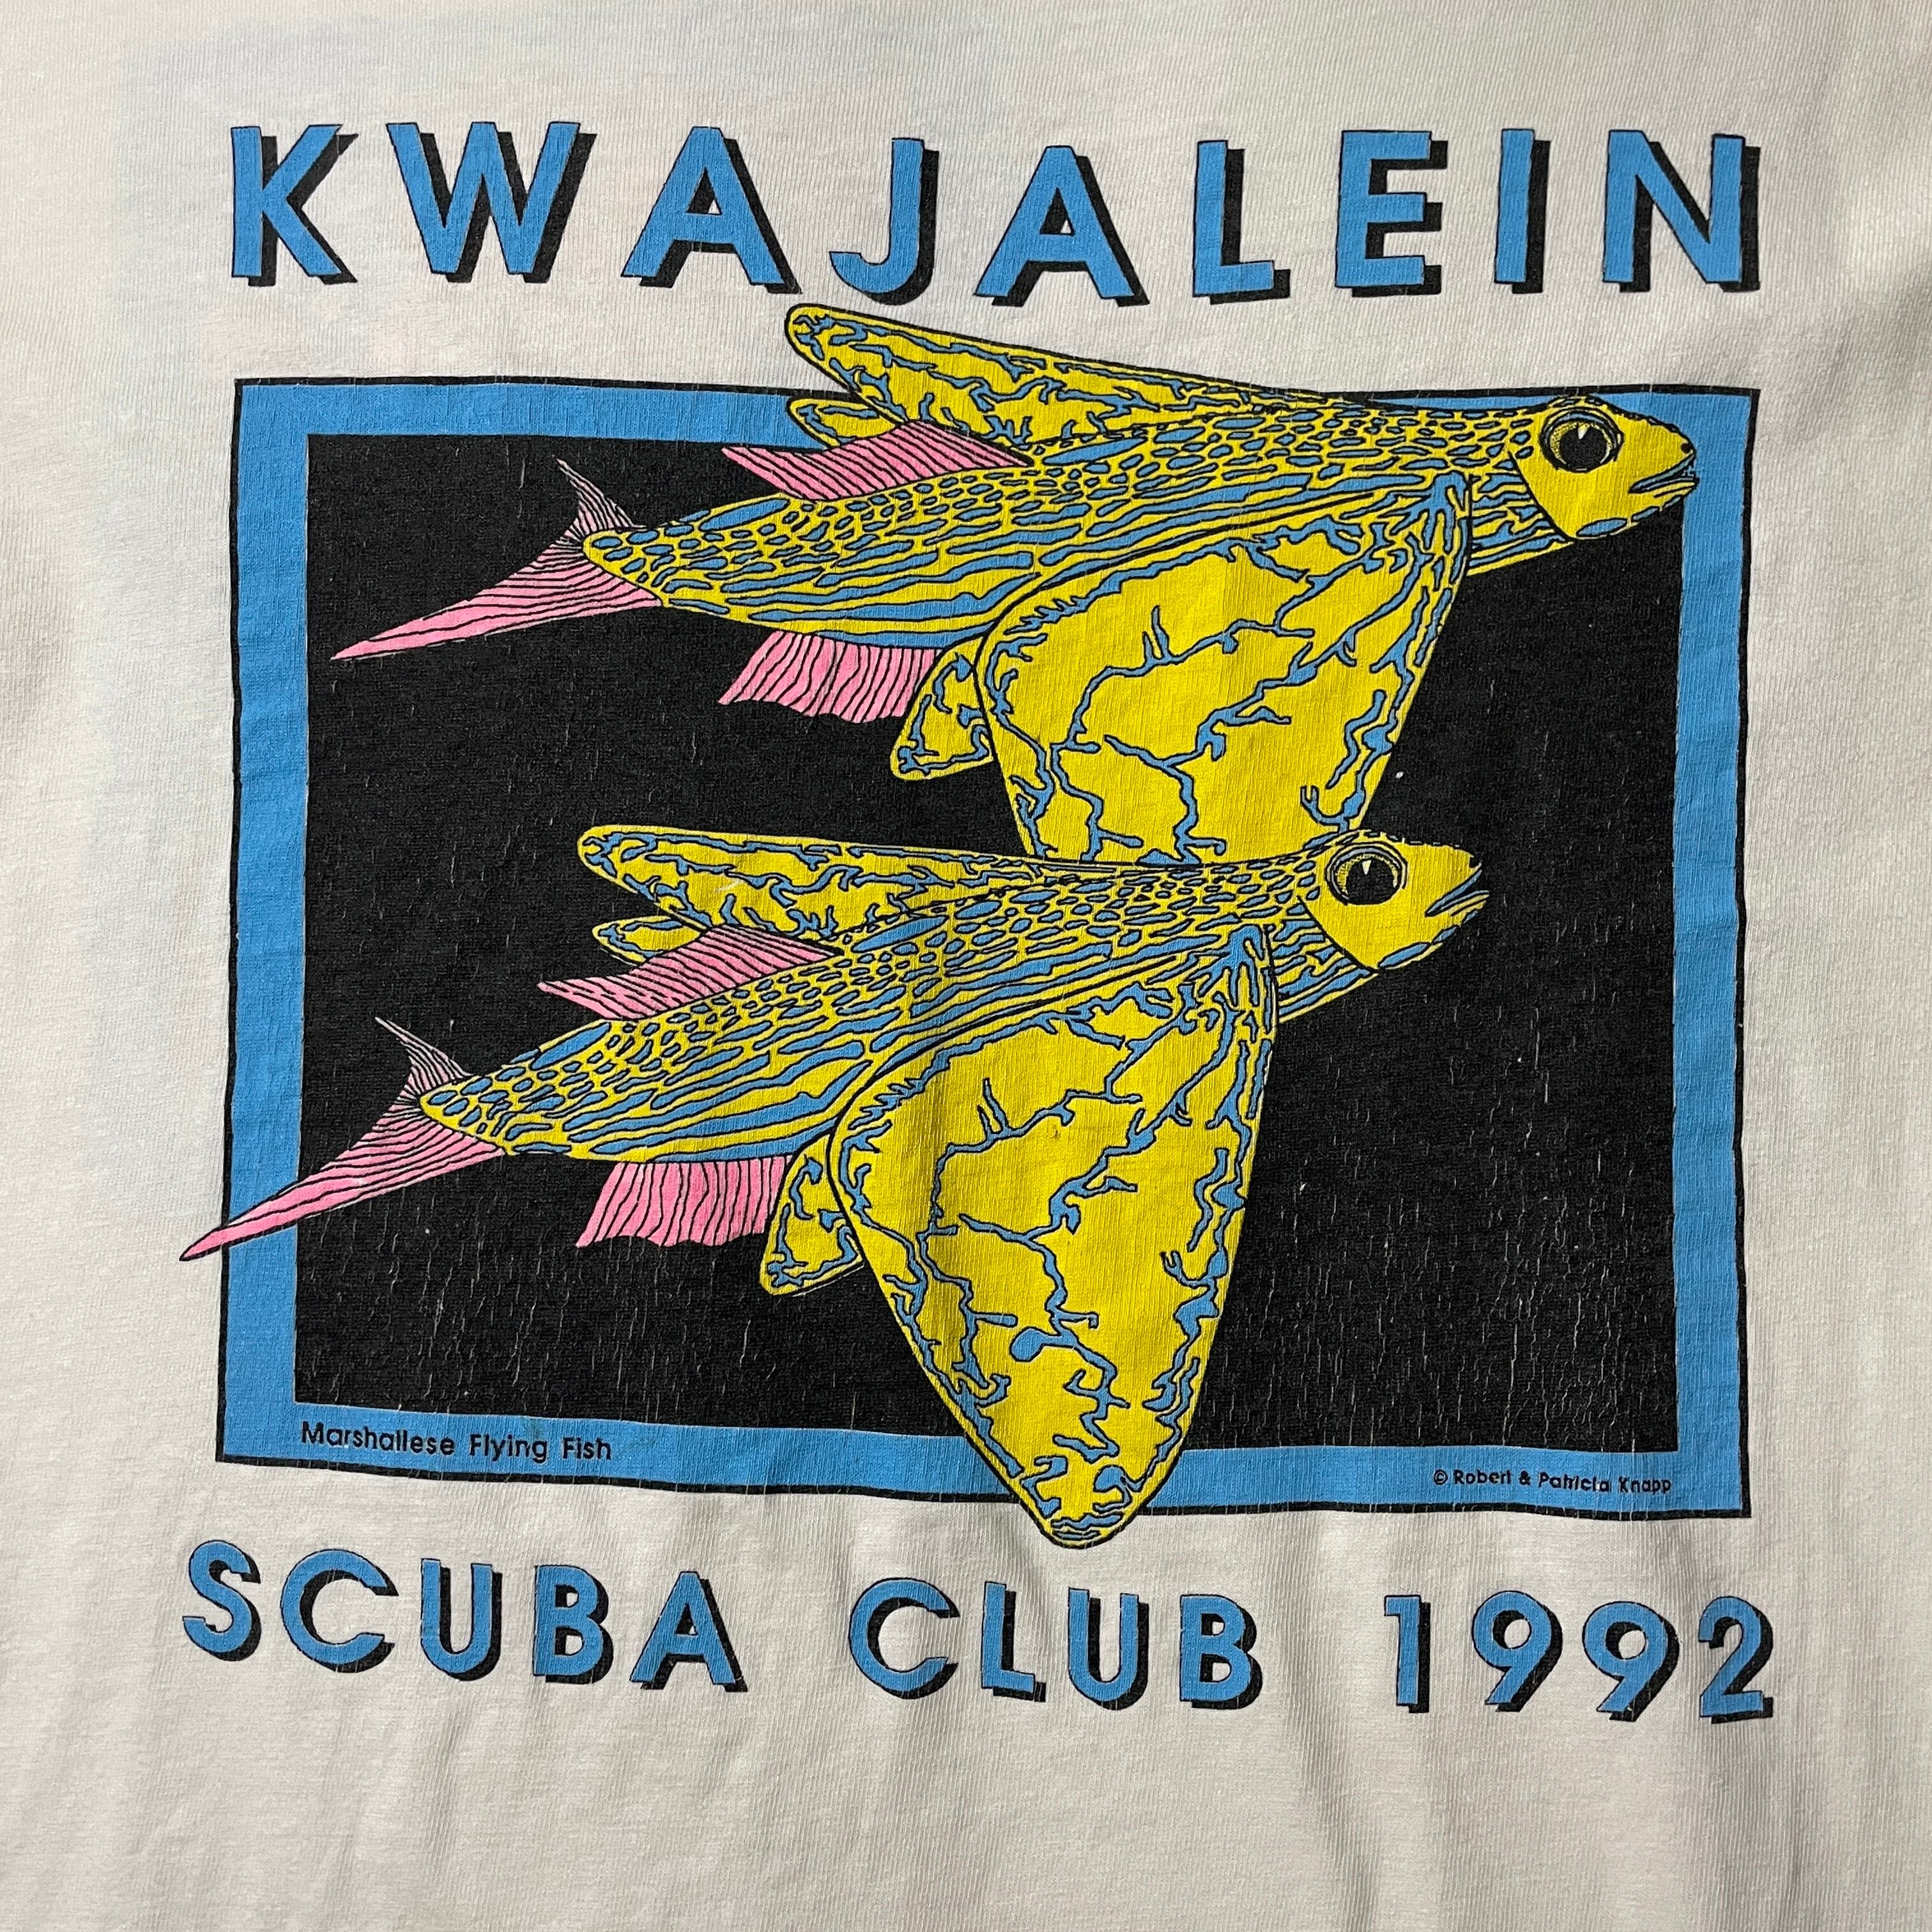 KWAJALEIN
Marshallese Flying Fish
© Robert & Patricia Knapp
SCUBA CLUB 1992